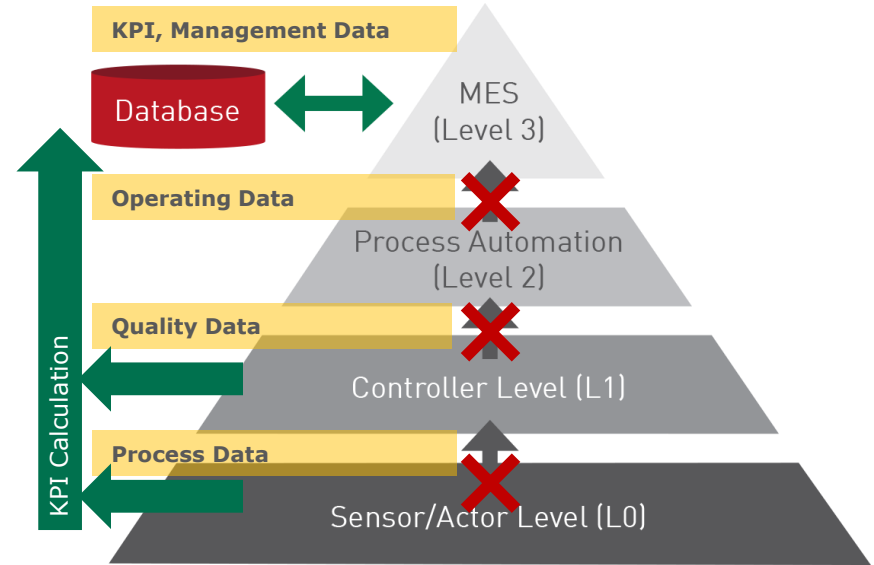 KPI, Management Data
Database
MES
(Level 3)
Operating Data
Process Automation
(Level 2)
Quality Data
Controller Level (L1)
Process Data
Sensor/Actor Level (L0)
KPI Calculation